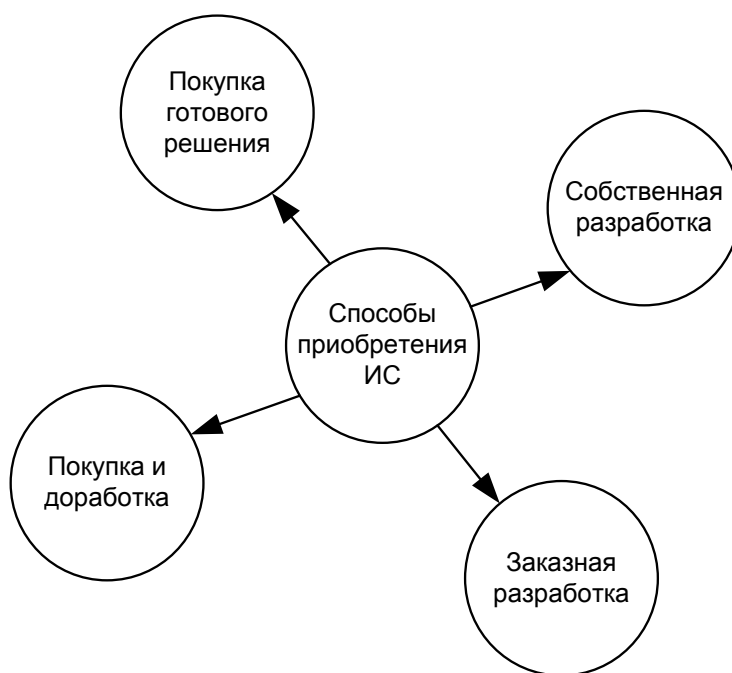 Покупка
готового
решения
Собственная
разработка
Способы
приобретения
ИС
Покупка и
доработка
Заказная
разработка